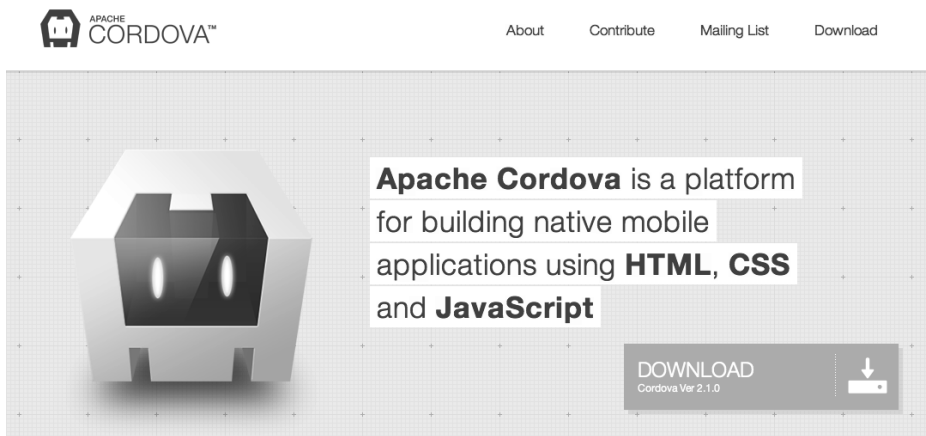 APACHE
CORDOVA™
About Contribute Mailing List Download
Apache Cordova is a platform
for building native mobile
applications using HTML, CSS
and JavaScript
DOWNLOAD
Cordova Ver 2.1.0